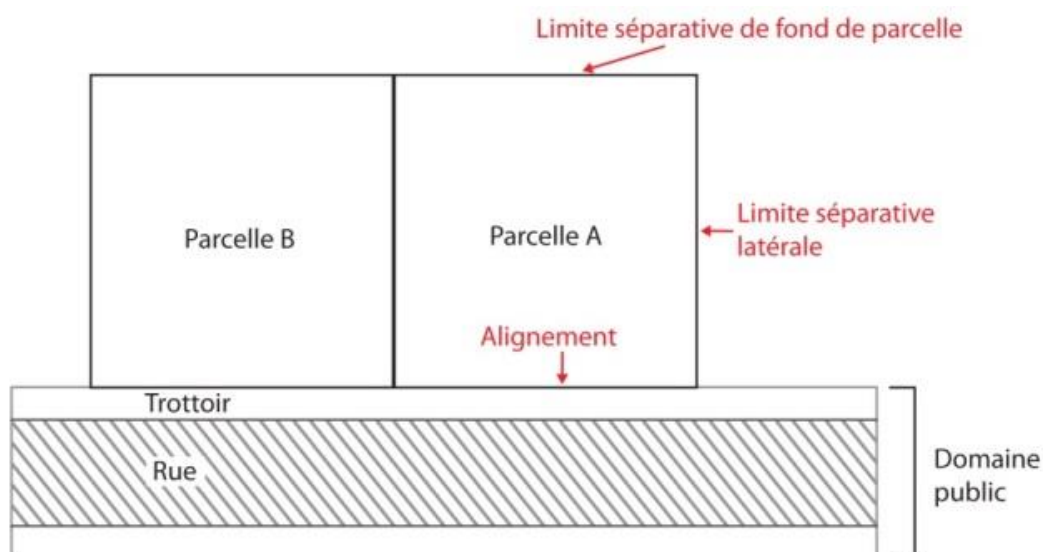 Limite séparative de fond de parcelle
Parcelle B
Parcelle A
Limite séparative
latérale
Alignement
Trottoir
Rue
Domaine
public